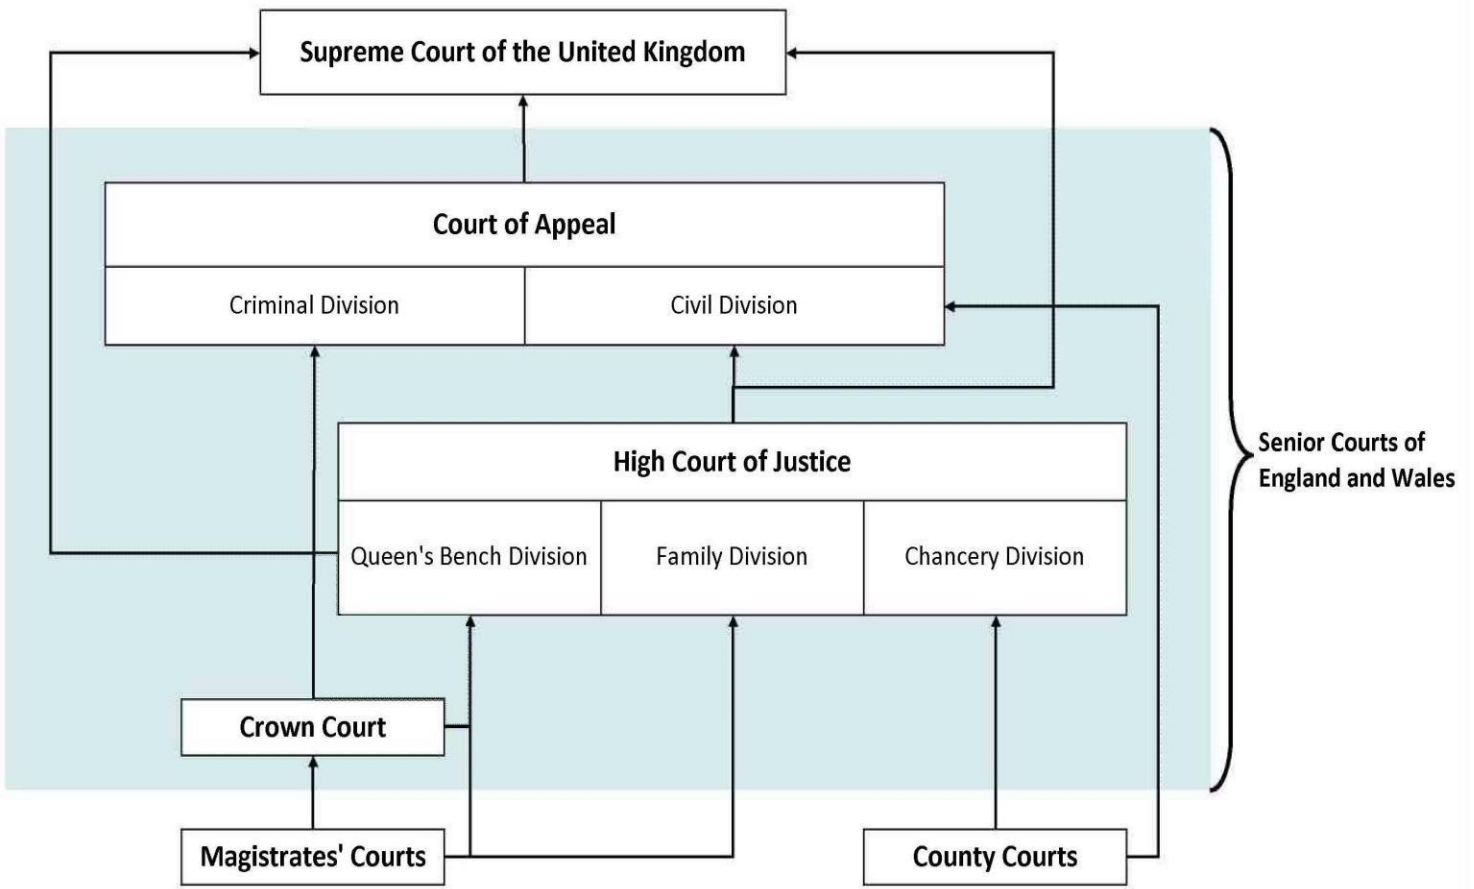 Supreme Court of the United Kingdom
Court of Appeal
Criminal Division
Civil Division
High Court of Justice
Senior Courts of
England and Wales
Queen's Bench Division
Family Division
Chancery Division
Crown Court
Magistrates' Courts
County Courts